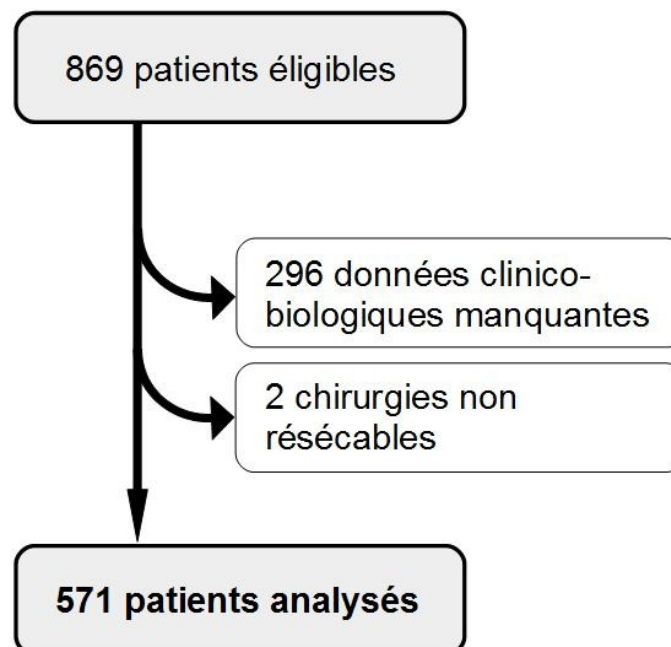 869 patients éligibles
296 données clinico-
biologiques manquantes
2 chirurgies non
résécables
571 patients analysés